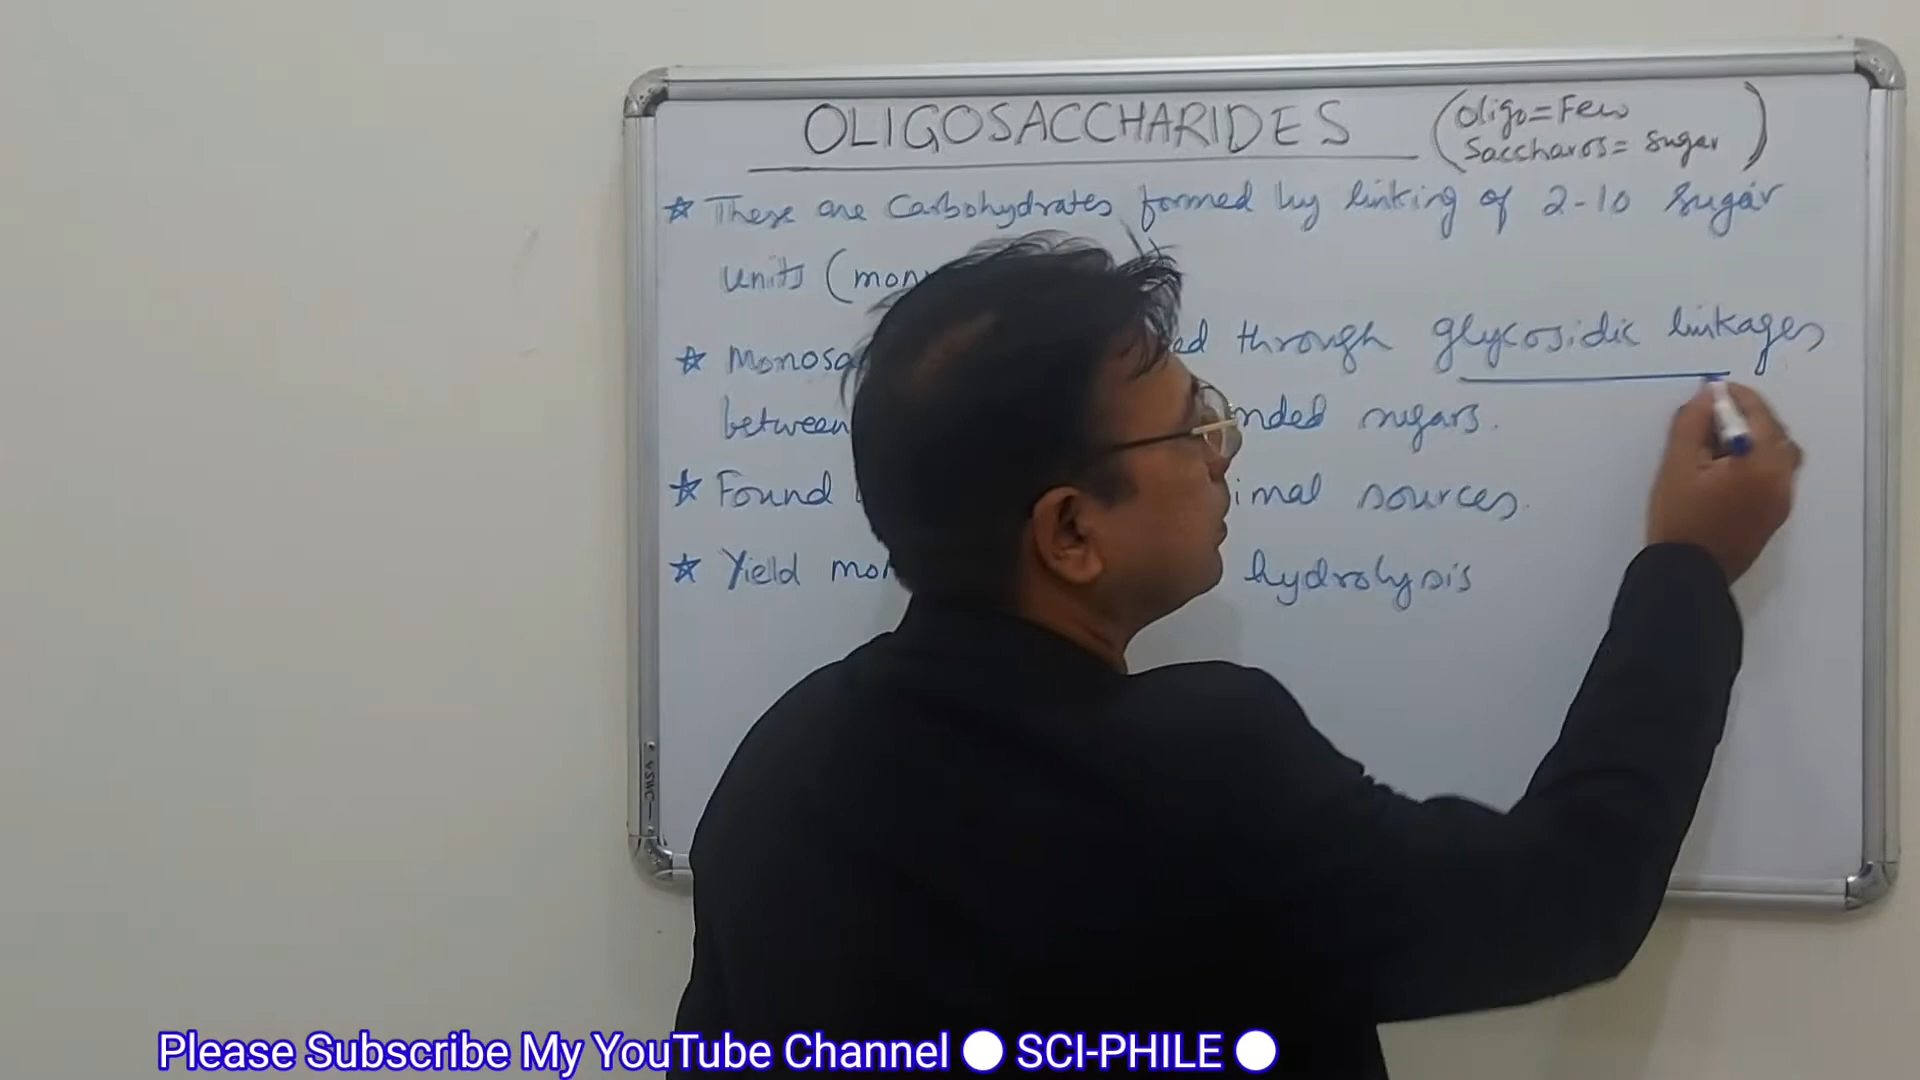 OLIGOSACCHARIDES
(Oligo=Few
Saccharos= sugar)
☆ These are Carbohydrates formed by linking of 2-10 sugar
units (mon
☆ Monosa ed through glycosidic linkages
between nded sugars.
☆ Found imal sources.
☆ Yield mon hydrolysis
Please Subscribe My YouTube Channel ● SCI-PHILE ●